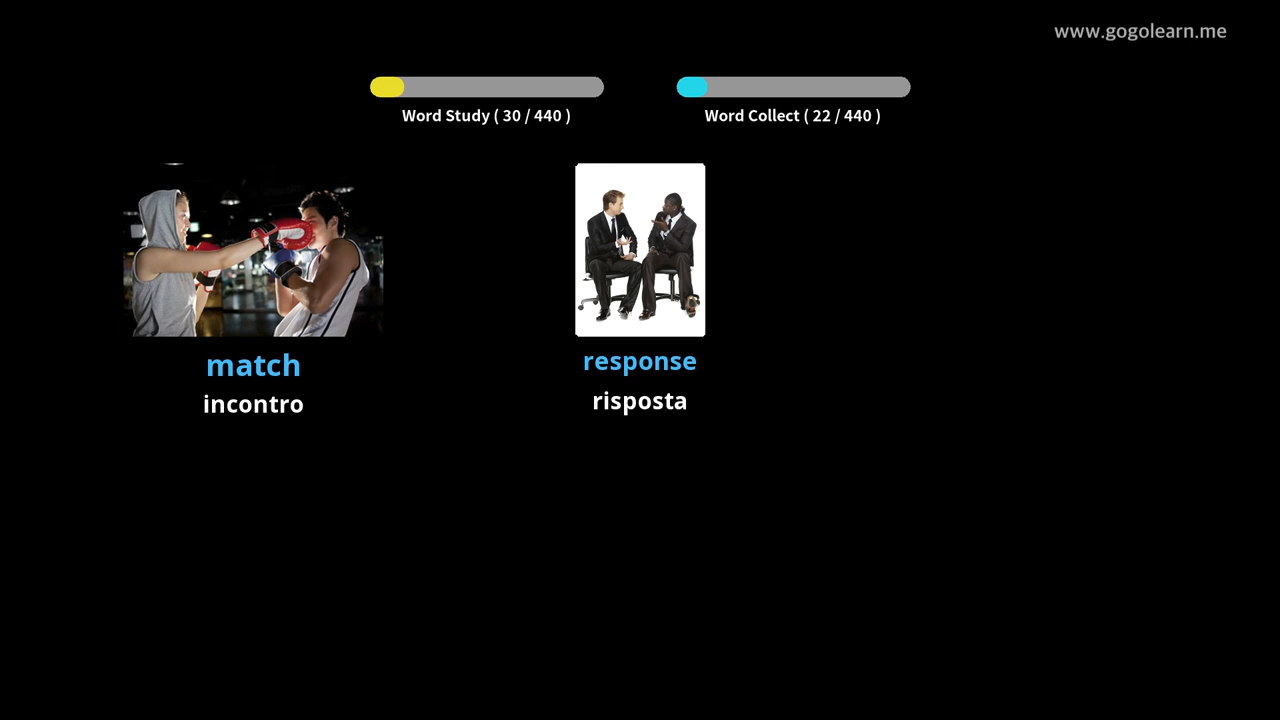 www.gogolearn.me
Word Study ( 30 / 440 )
Word Collect ( 22 / 440 )
match
incontro
response
risposta